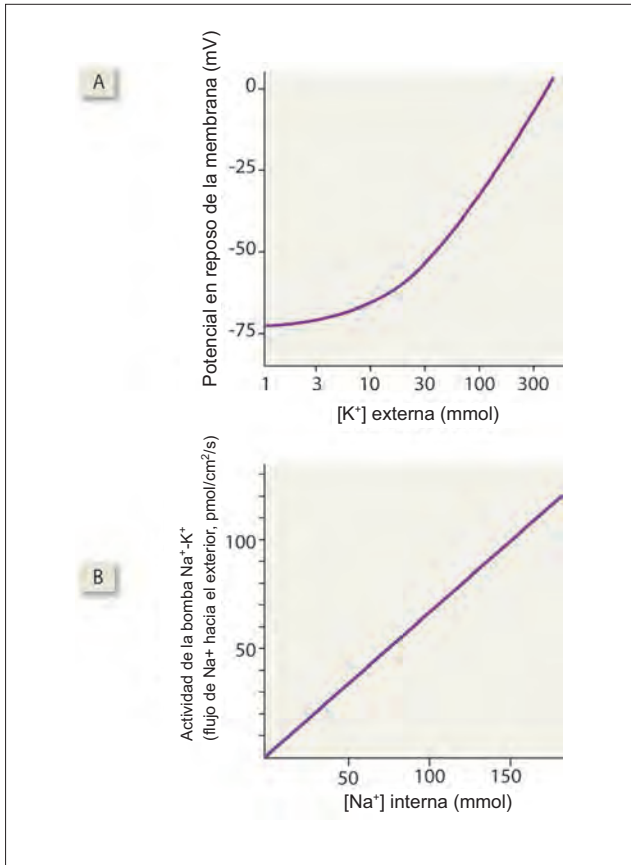 A
Potencial en reposo de la membrana (mV)
0
-25
-50
-75
1 3 10 30 100 300
[K⁺] externa (mmol)
B
Actividad de la bomba Na⁺-K⁺
(flujo de Na+ hacia el exterior, pmol/cm²/s)
100
50
50 100 150
[Na⁺] interna (mmol)